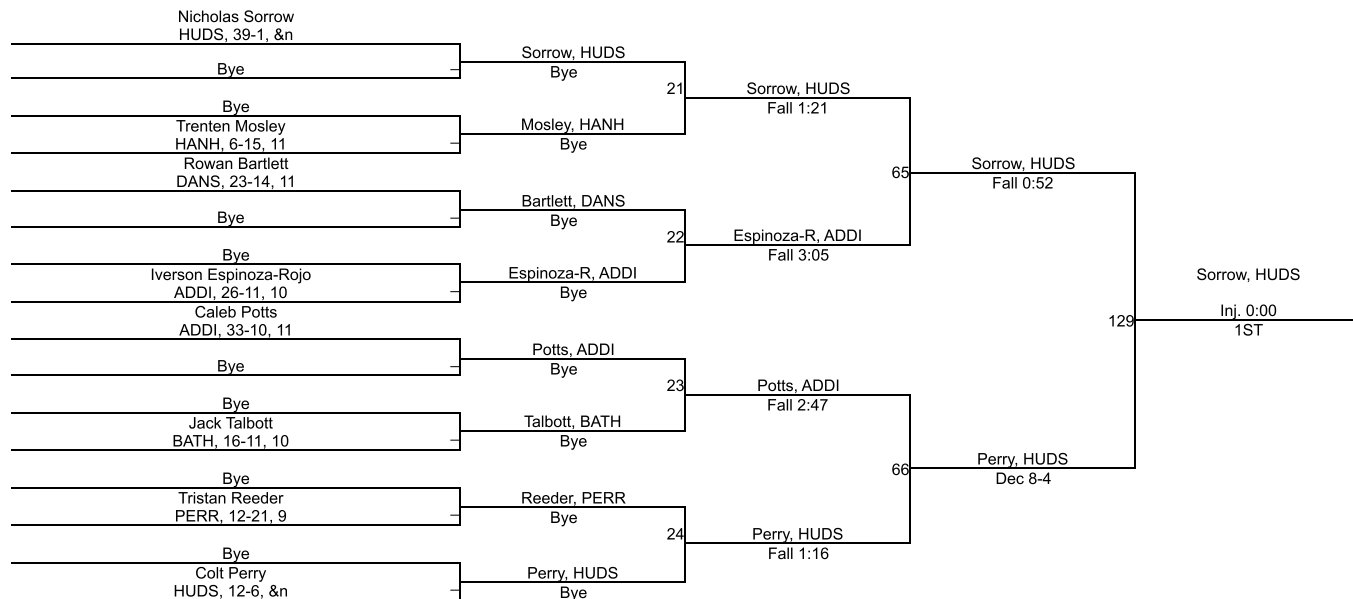 Nicholas Sorrow
HUDS, 39-1, &n
Bye
Bye
Trenten Mosley
HANH, 6-15, 11
Rowan Bartlett
DANS, 23-14, 11
Bye
Bye
Iverson Espinoza-Rojo
ADDI, 26-11, 10
Caleb Potts
ADDI, 33-10, 11
Bye
Bye
Jack Talbott
BATH, 16-11, 10
Bye
Tristan Reeder
PERR, 12-21, 9
Bye
Colt Perry
HUDS, 12-6, &n
Sorrow, HUDS
Bye
Mosley, HANH
Bye
Bartlett, DANS
Bye
Espinoza-R, ADDI
Bye
Potts, ADDI
Bye
Talbott, BATH
Bye
Reeder, PERR
Bye
Perry, HUDS
Bye
21
22
23
24
Sorrow, HUDS
Fall 1:21
Espinoza-R, ADDI
Fall 3:05
Potts, ADDI
Fall 2:47
Perry, HUDS
Fall 1:16
65
66
Sorrow, HUDS
Fall 0:52
Perry, HUDS
Dec 8-4
129
Sorrow, HUDS
Inj. 0:00
1ST